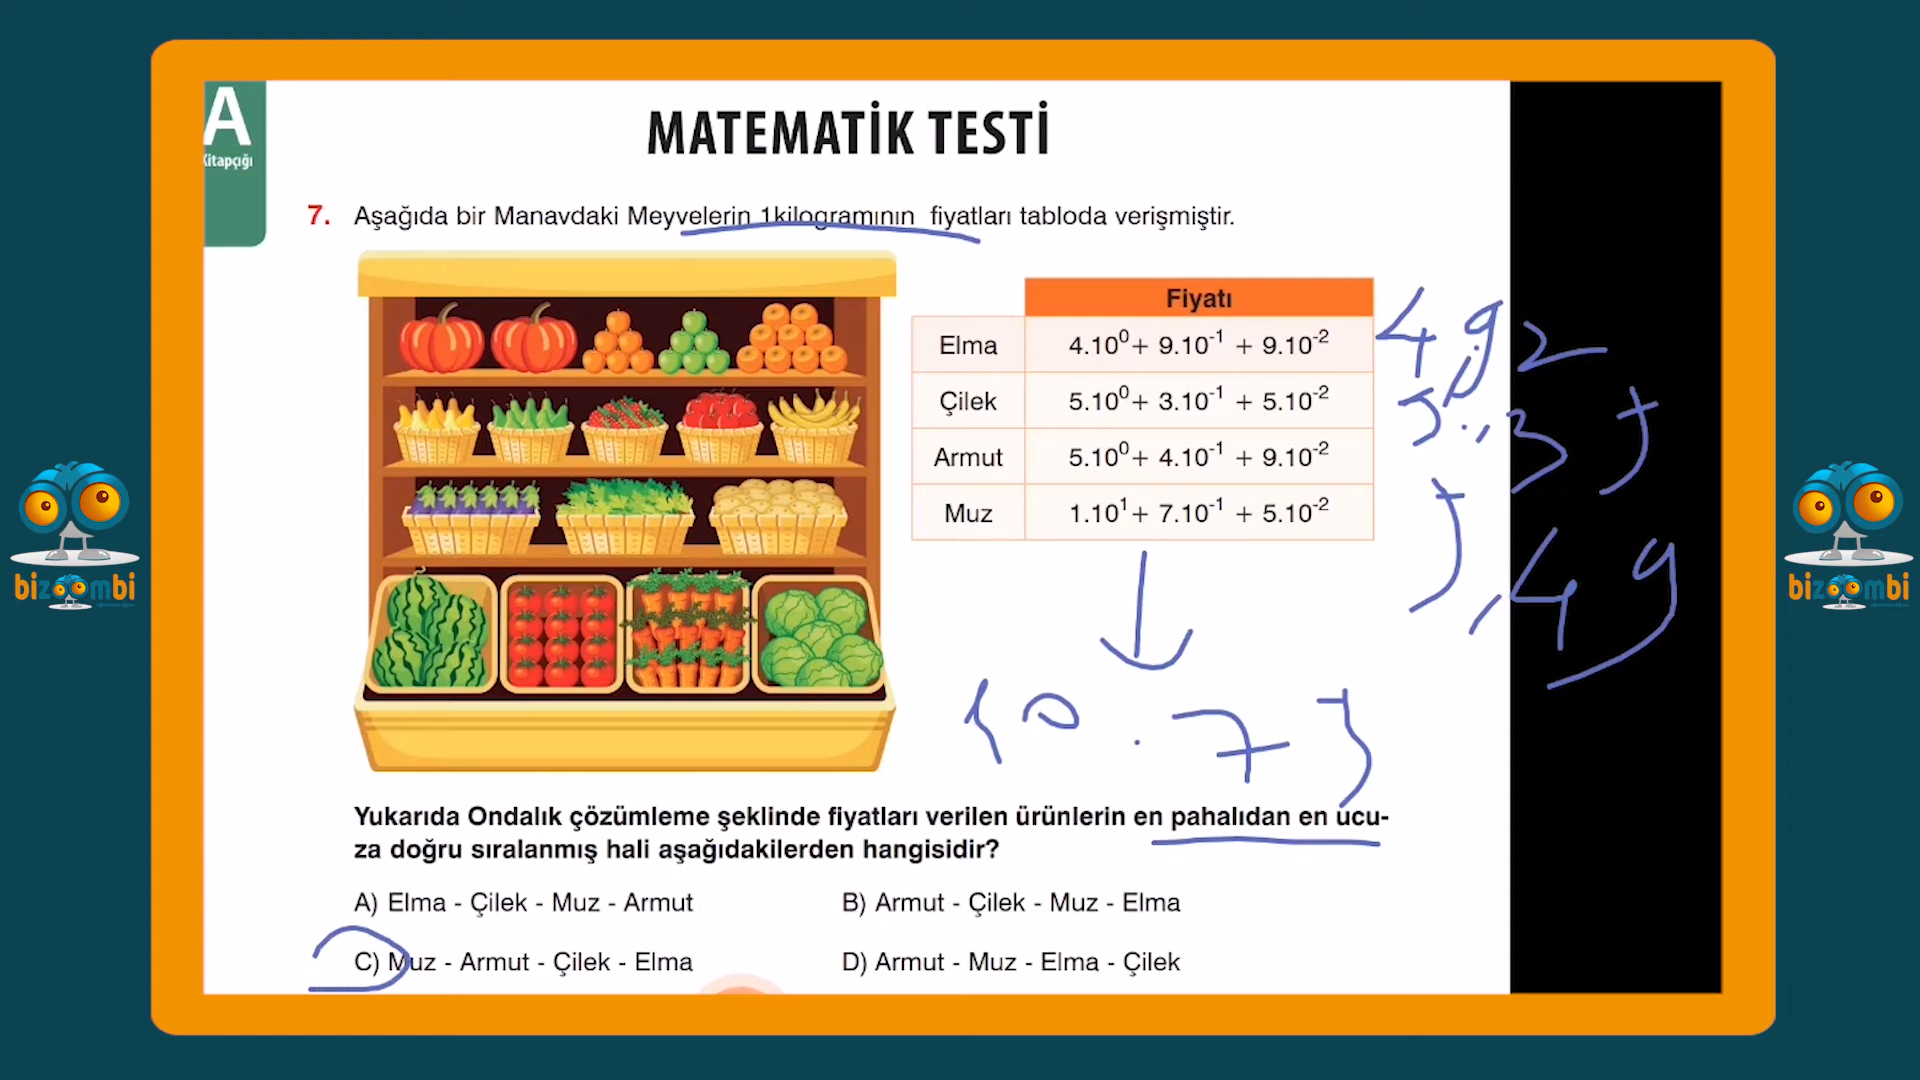 A
Kitapçığı
MATEMATİK TESTİ
7. Aşağıda bir Manavdaki Meyvelerin 1kilogramının fiyatları tabloda verişmiştir.
Fiyatı
Elma 4.10⁰+ 9.10⁻¹ + 9.10⁻²
Çilek 5.10⁰+ 3.10⁻¹ + 5.10⁻²
Armut 5.10⁰+ 4.10⁻¹ + 9.10⁻²
Muz 1.10¹+ 7.10⁻¹ + 5.10⁻²
5,49
10.75
Yukarıda Ondalık çözümleme şeklinde fiyatları verilen ürünlerin en pahalıdan en ucu-
za doğru sıralanmış hali aşağıdakilerden hangisidir?
A) Elma - Çilek - Muz - Armut
B) Armut - Çilek - Muz - Elma
C) Muz - Armut - Çilek - Elma
D) Armut - Muz - Elma - Çilek
bizoombi
bizoombi